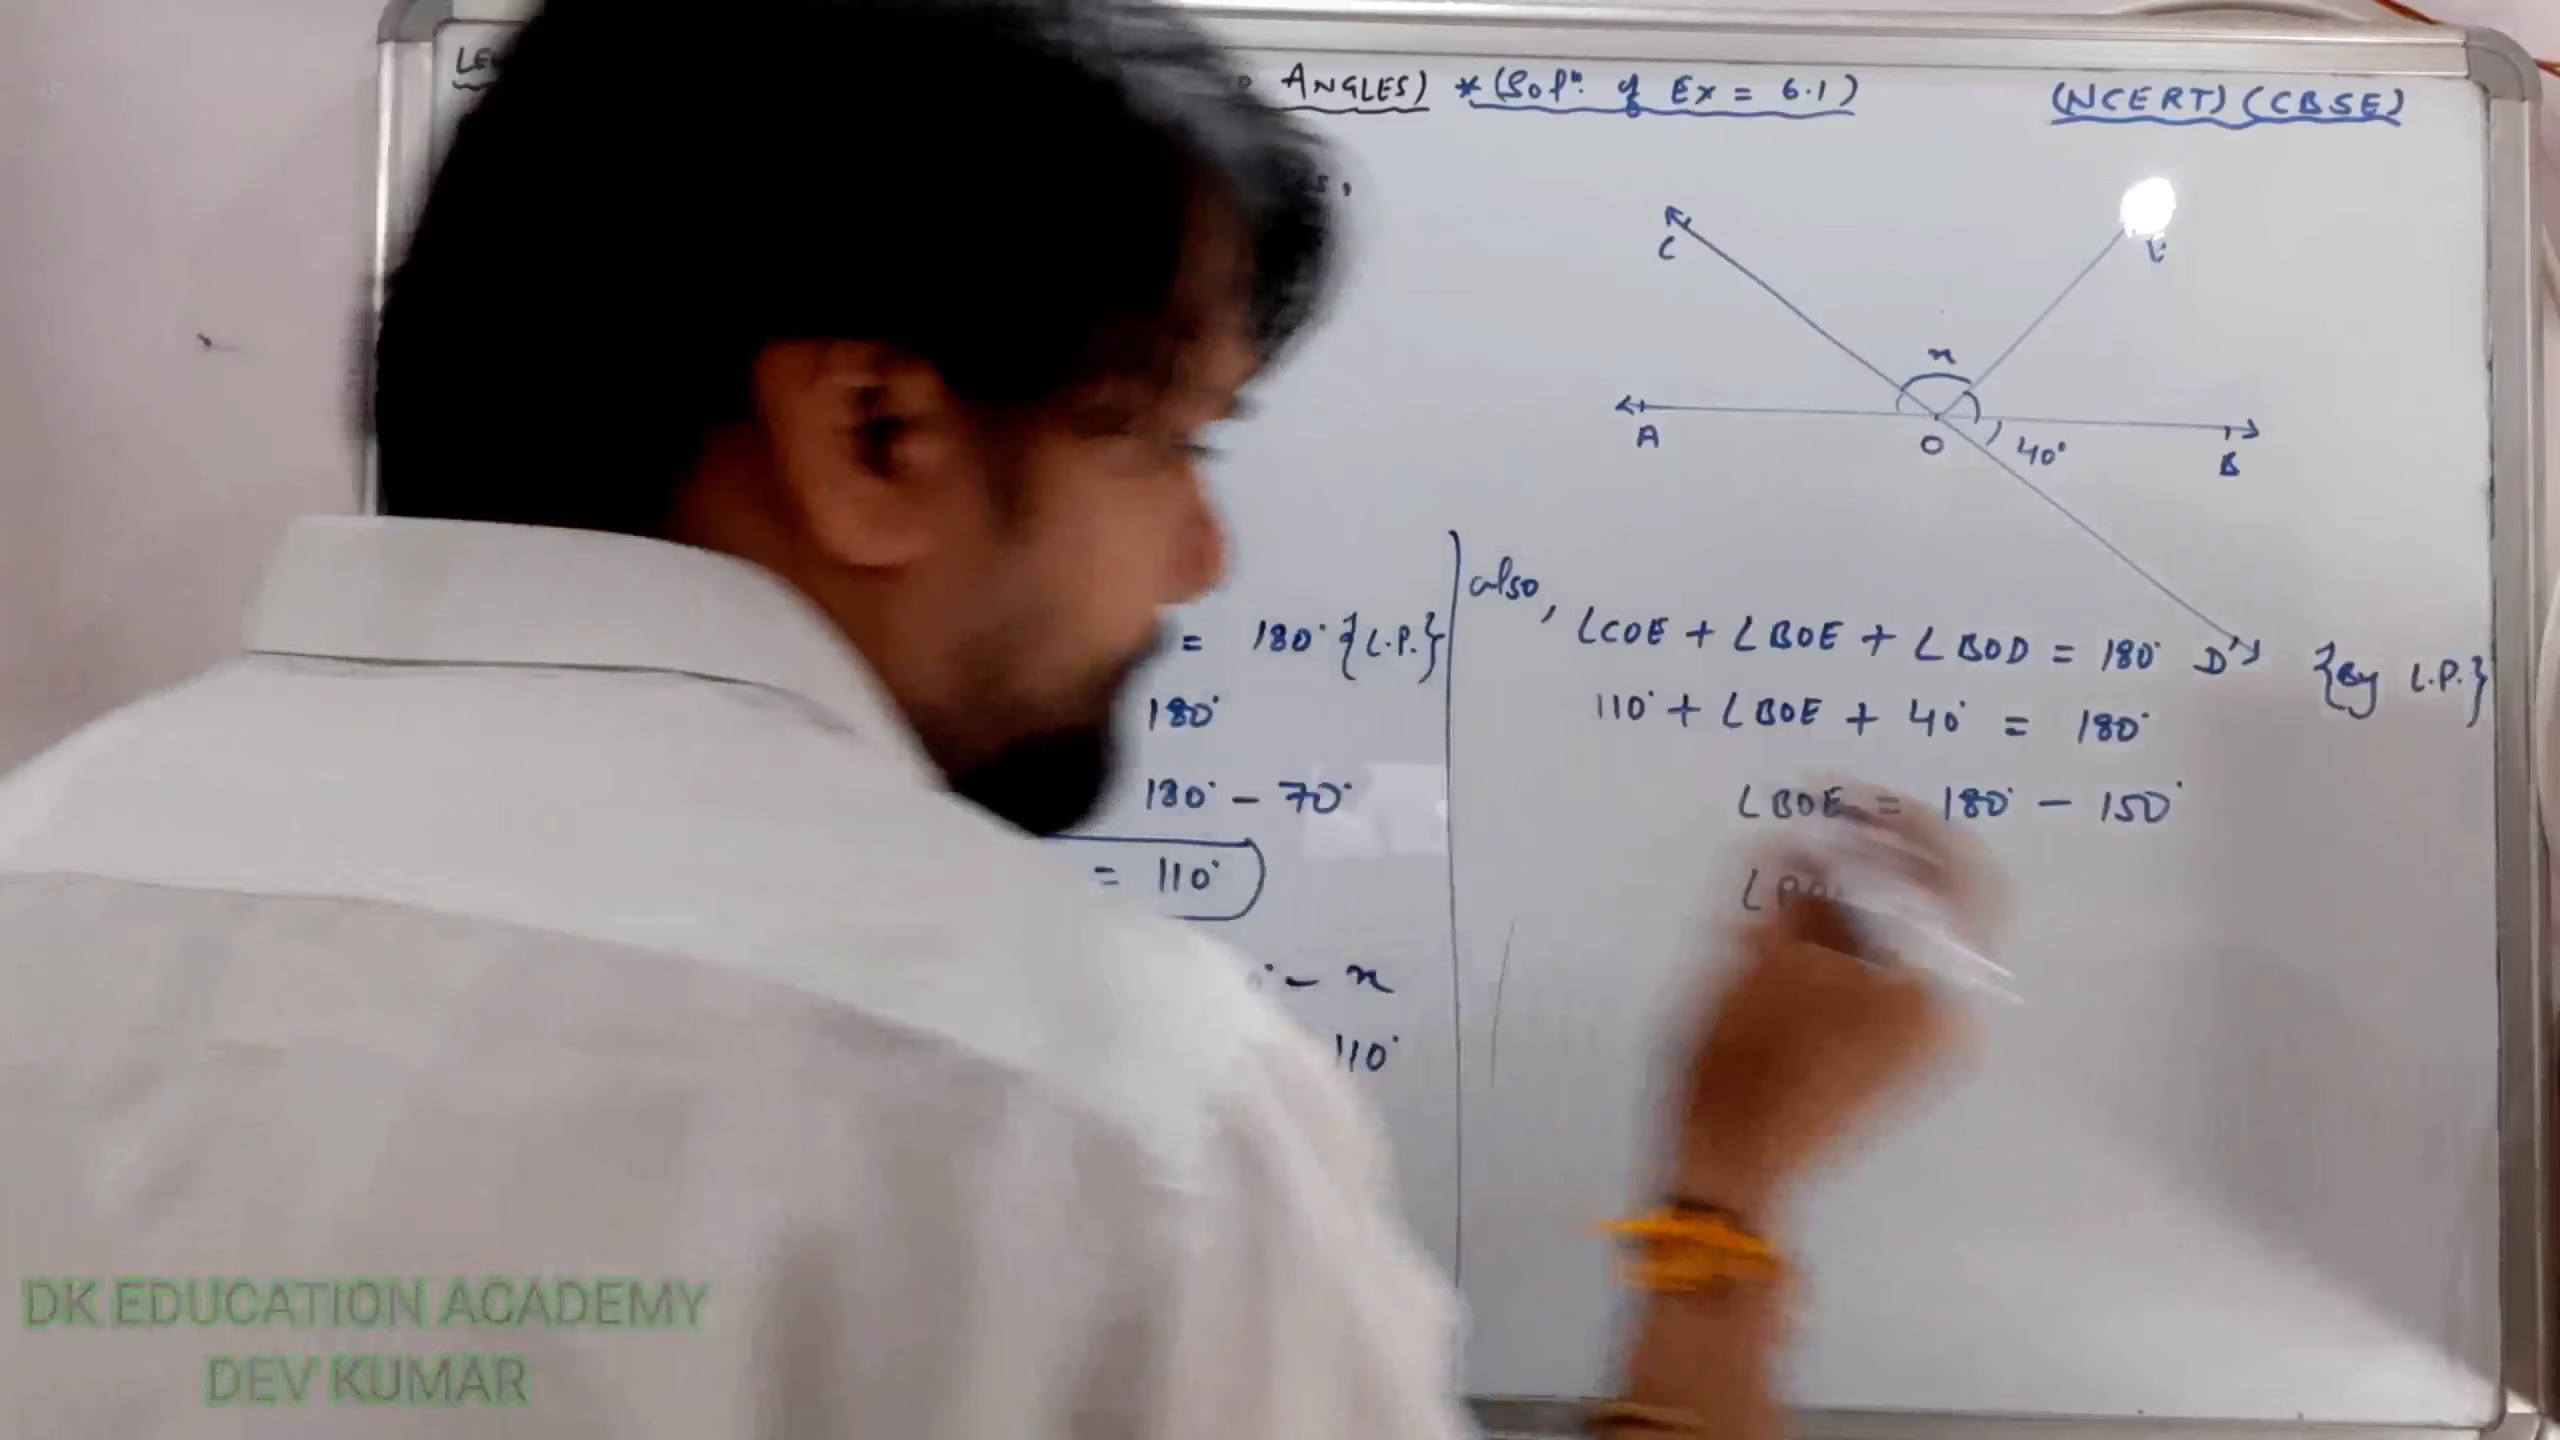 ANGLES) * (Solⁿ. of Ex = 6.1) (NCERT) (CBSE)
C
E
x
A
O
40°
B
D
= 180° {L.P.}
180°
180° - 70°
= 110°
- x
110°
also, ∠COE + ∠BOE + ∠BOD = 180° {By L.P.}
110° + ∠BOE + 40° = 180°
∠BOE = 180° - 150°
DK EDUCATION ACADEMY
DEV KUMAR